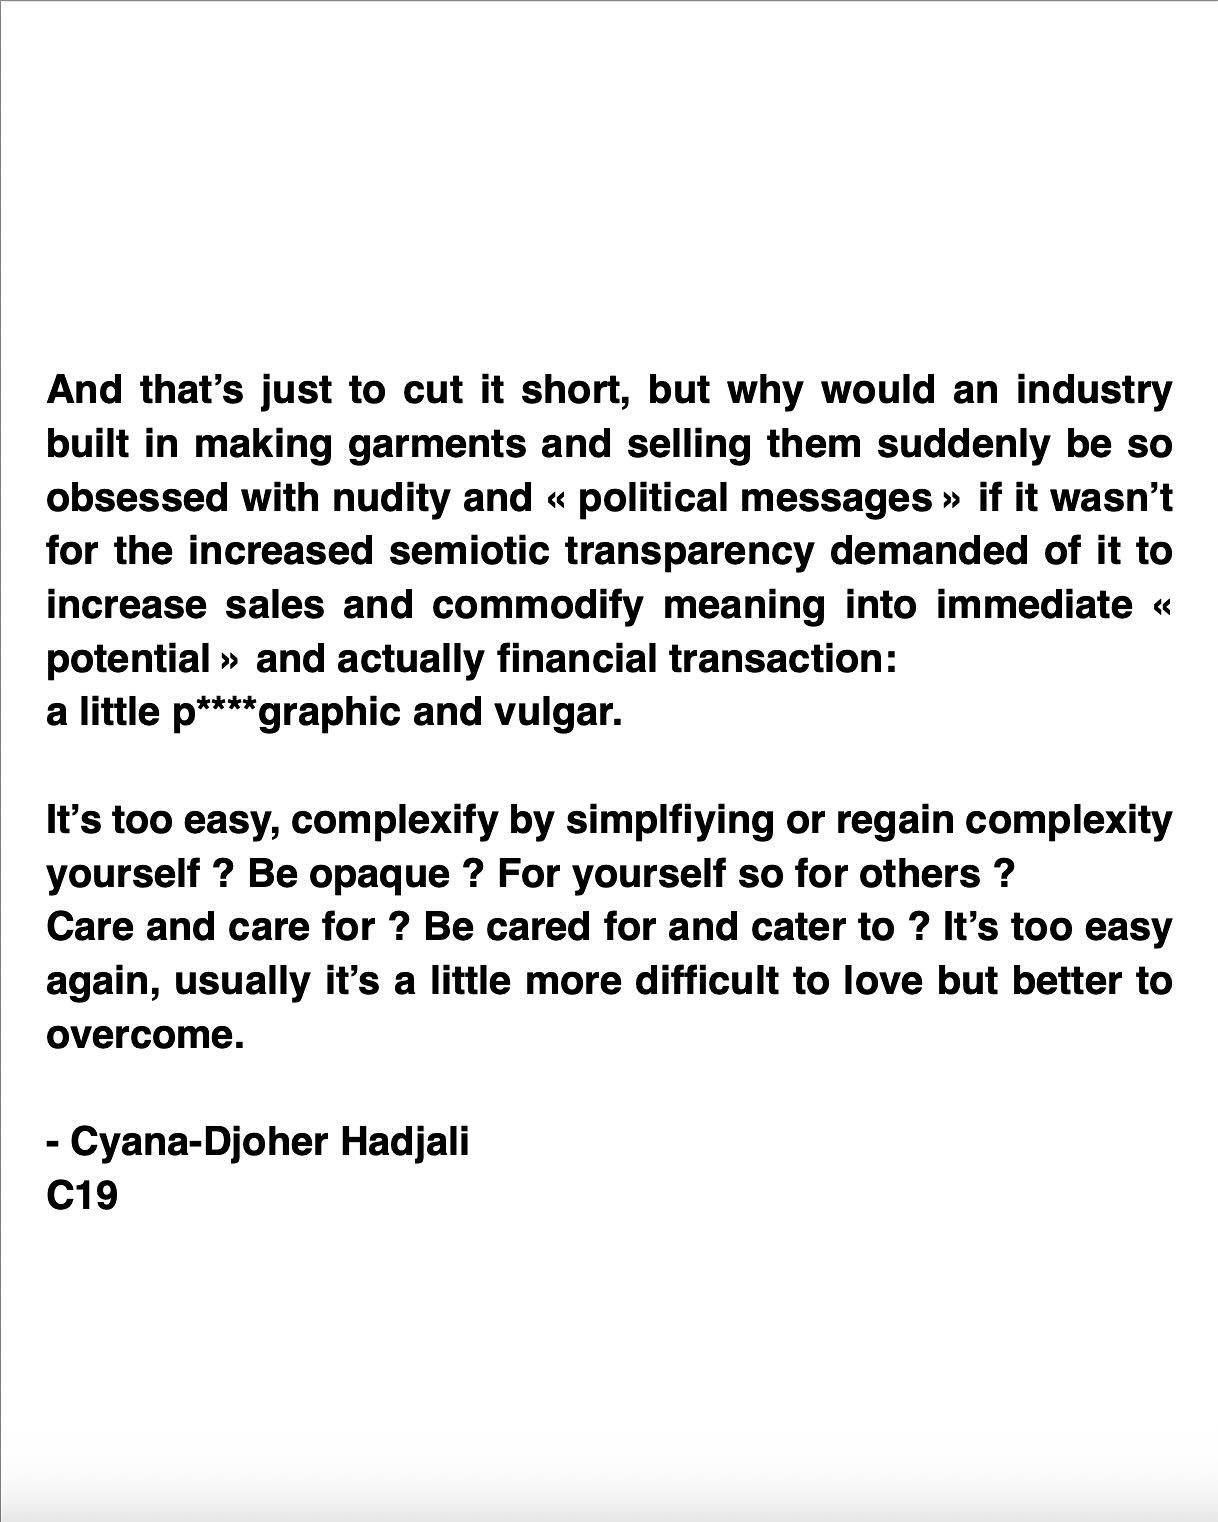 And that’s just to cut it short, but why would an industry
built in making garments and selling them suddenly be so
obsessed with nudity and « political messages » if it wasn’t
for the increased semiotic transparency demanded of it to
increase sales and commodify meaning into immediate «
potential » and actually financial transaction:
a little p****graphic and vulgar.
It’s too easy, complexify by simplfiying or regain complexity
yourself ? Be opaque ? For yourself so for others ?
Care and care for ? Be cared for and cater to ? It’s too easy
again, usually it’s a little more difficult to love but better to
overcome.
- Cyana-Djoher Hadjali
C19